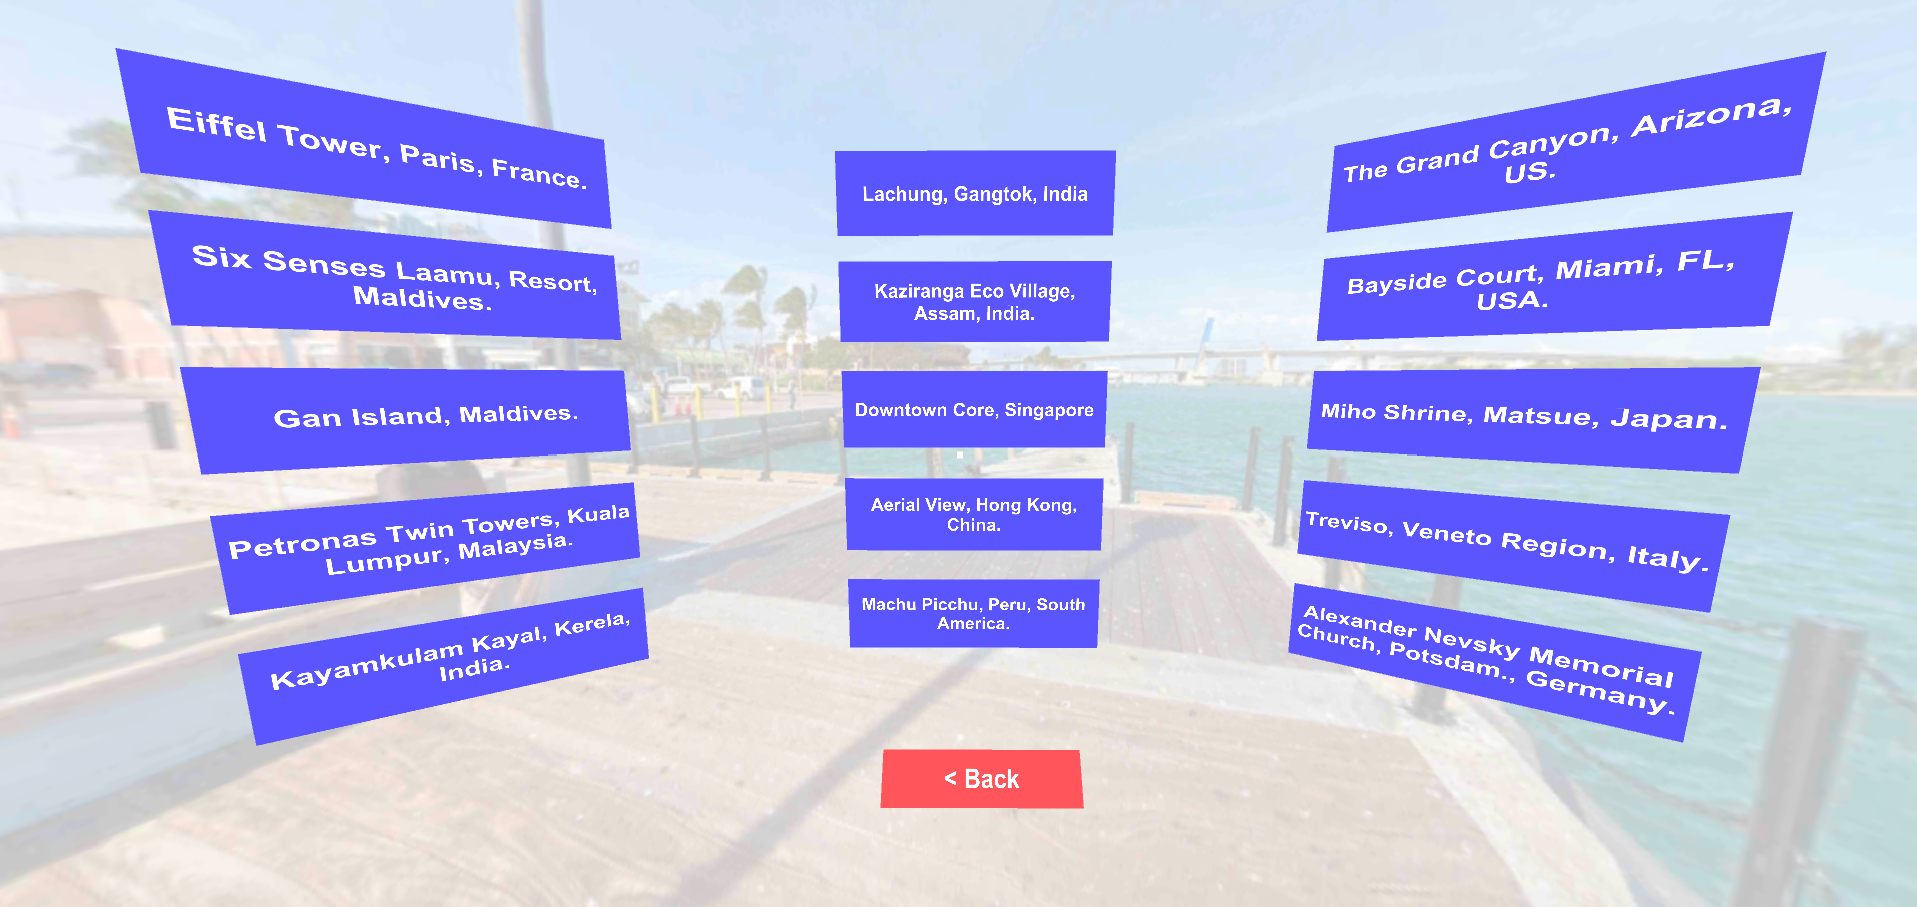 Eiffel Tower, Paris, France.
Six Senses Laamu, Resort,
Maldives.
Gan Island, Maldives.
Petronas Twin Towers, Kuala
Lumpur, Malaysia.
Kayamkulam Kayal, Kerela,
India.
Lachung, Gangtok, India
Kaziranga Eco Village,
Assam, India.
Downtown Core, Singapore
Aerial View, Hong Kong,
China.
Machu Picchu, Peru, South
America.
The Grand Canyon, Arizona,
US.
Bayside Court, Miami, FL,
USA.
Miho Shrine, Matsue, Japan.
Treviso, Veneto Region, Italy.
Alexander Nevsky Memorial
Church, Potsdam., Germany.
< Back